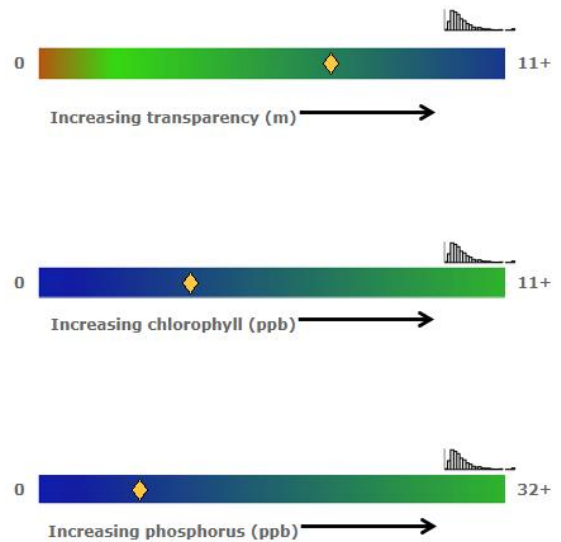 0 11+
Increasing transparency (m)
0 11+
Increasing chlorophyll (ppb)
0 32+
Increasing phosphorus (ppb)